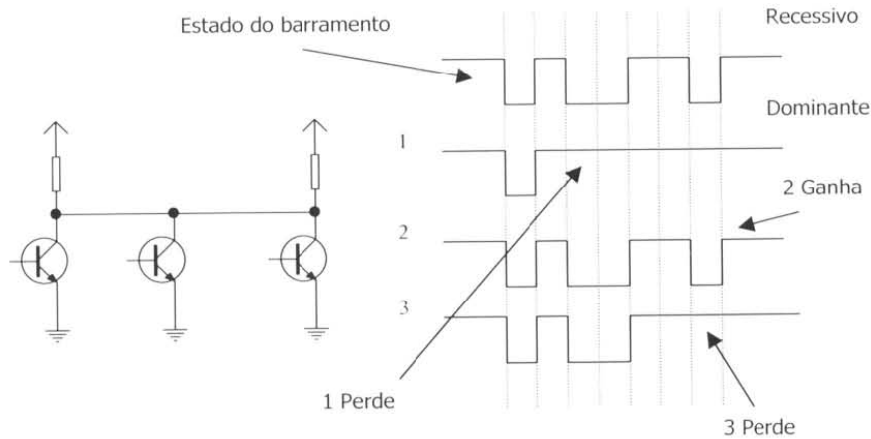 Estado do barramento
Recessivo
Dominante
1
2 Ganha
2
3
1 Perde
3 Perde